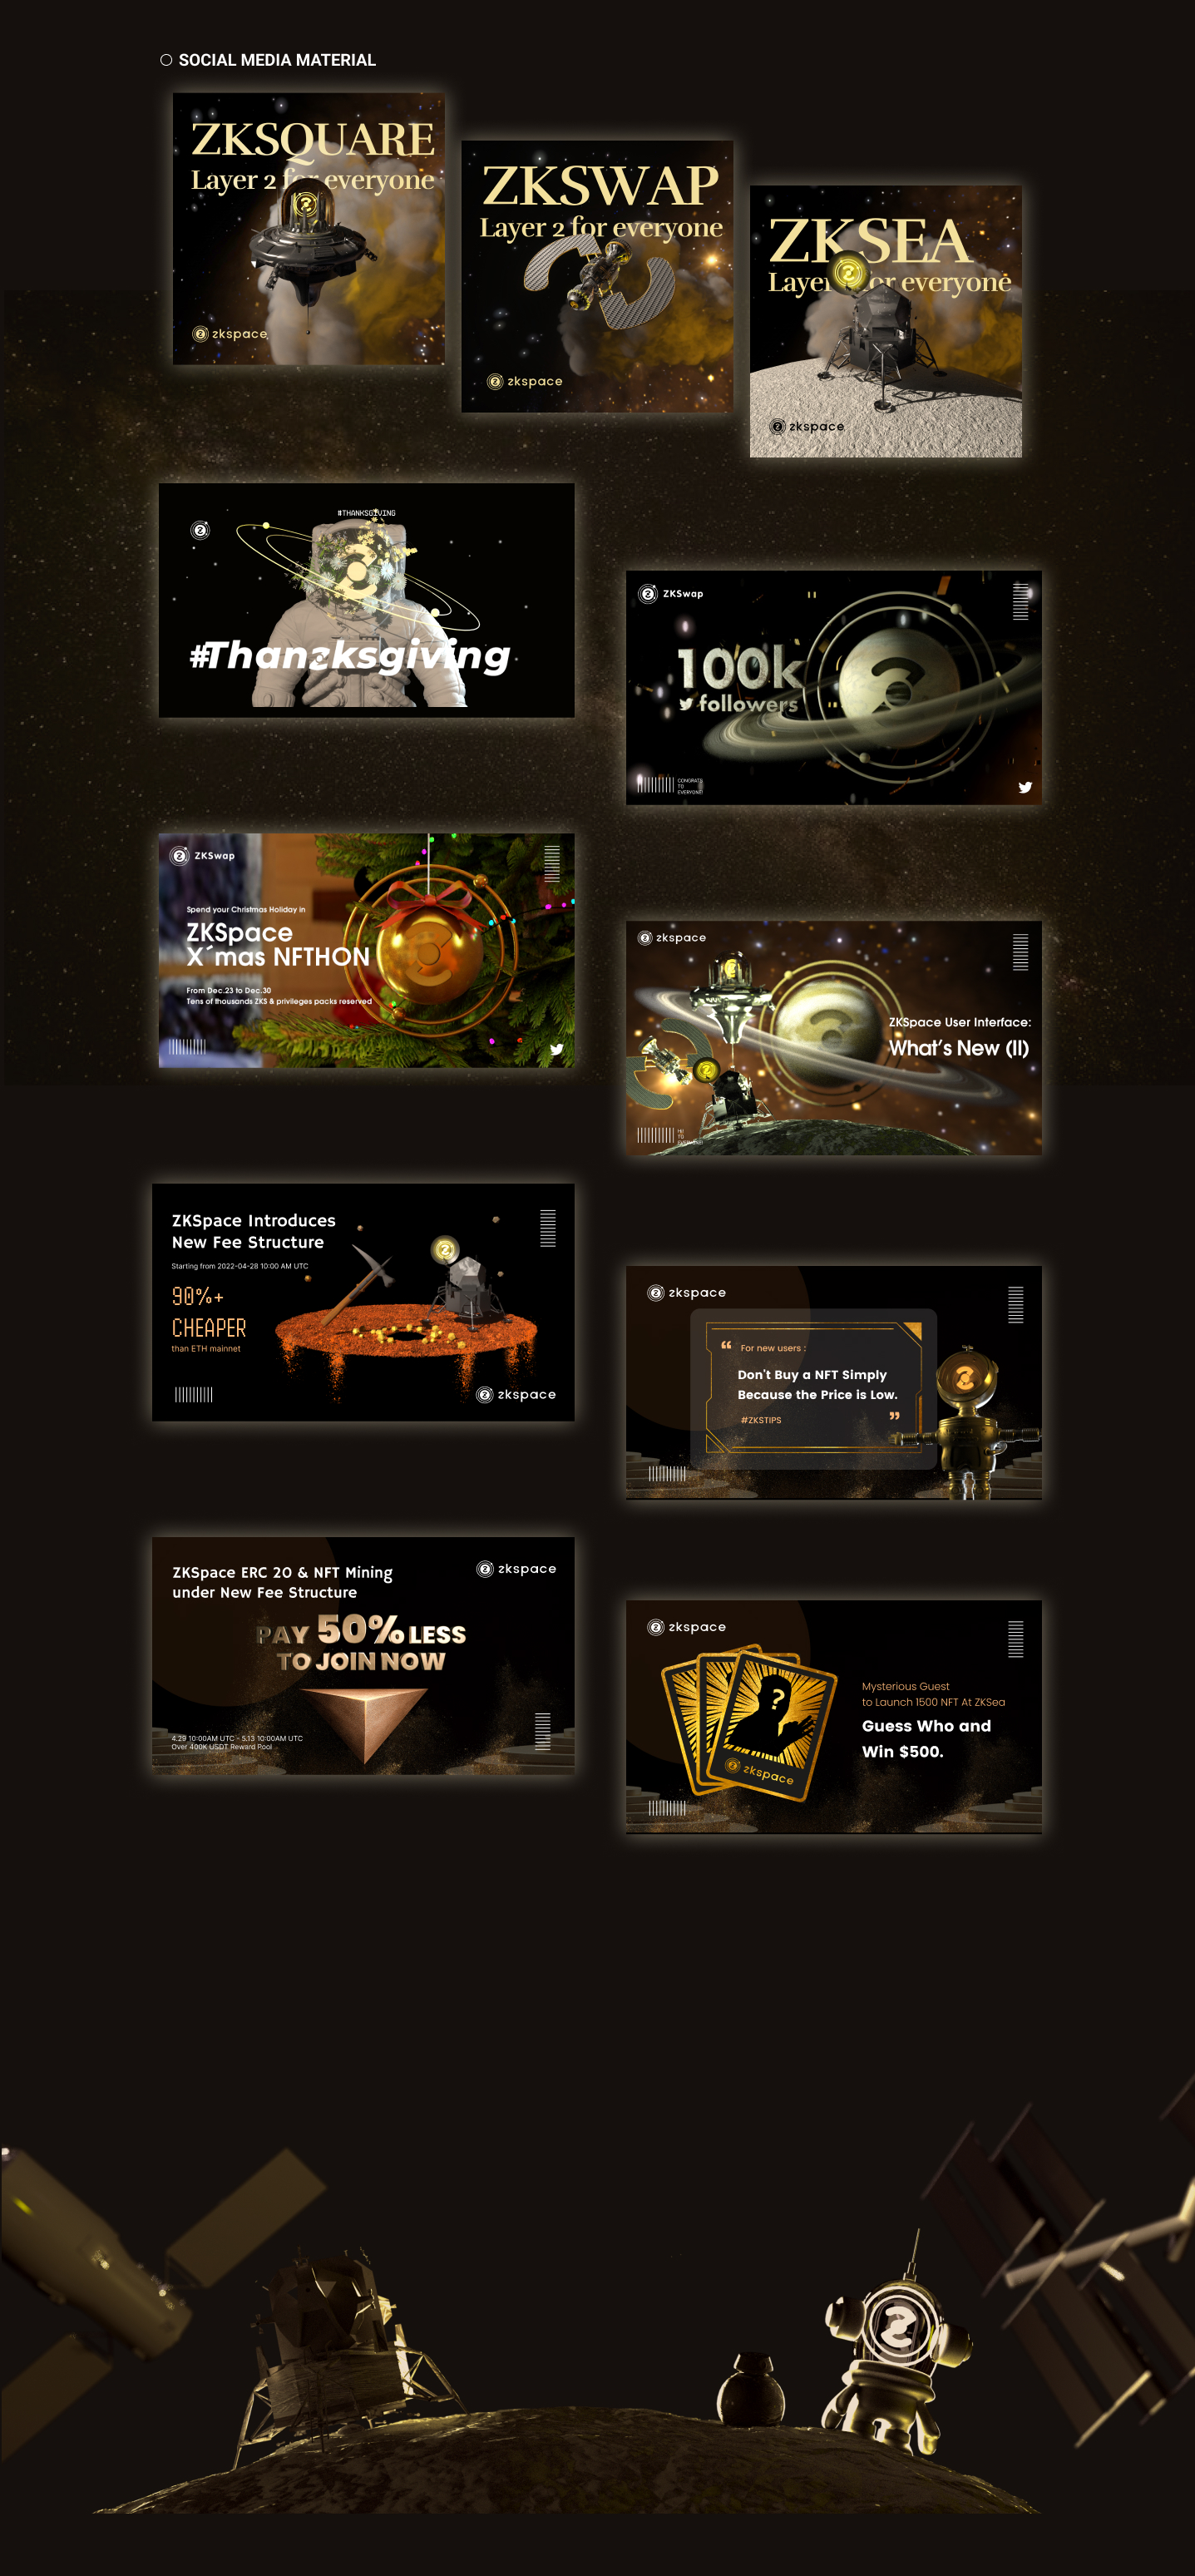 SOCIAL MEDIA MATERIAL
ZKSQUARE
Layer 2 for everyone
zkspace
ZKSWAP
Layer 2 for everyone
zkspace
ZKSEA
Layer for everyone
zkspace
#THANKSGIVING
#Thanzksgiving
ZKSwap
100k
followers
CONGRATS
TO
EVERYONE!
ZKSwap
Spend your Christmas Holiday in
ZKSpace
X´mas NFTHON
From Dec.23 to Dec.30
Tens of thousands ZKS & privileges packs reserved
zkspace
ZKSpace User Interface:
What's New (II)
ZKSpace Introduces
New Fee Structure
Starting from 2022-04-28 10:00 AM UTC
90%+
CHEAPER
than ETH mainnet
zkspace
zkspace
“ For new users :
Don't Buy a NFT Simply
Because the Price is Low.
#ZKSTIPS ”
ZKSpace ERC 20 & NFT Mining
under New Fee Structure
zkspace
PAY 50% LESS
TO JOIN NOW
4.29 10:00AM UTC - 5.13 10:00AM UTC
Over 400K USDT Reward Pool
zkspace
?
zkspace
Mysterious Guest
to Launch 1500 NFT At ZKSea
Guess Who and
Win $500.